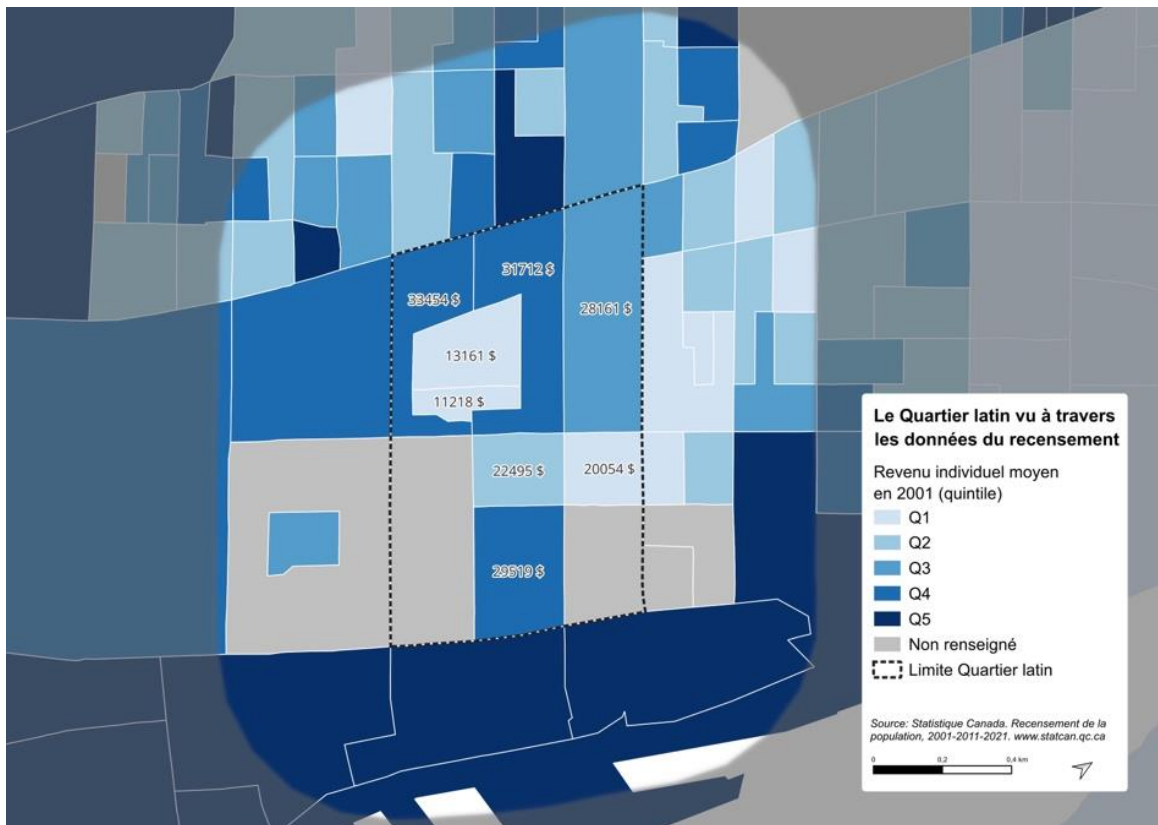 31712 $
33454 $
28161 $
13161 $
11218 $
22495 $
20054 $
29519 $
Le Quartier latin vu à travers
les données du recensement
Revenu individuel moyen
en 2001 (quintile)
Q1
Q2
Q3
Q4
Q5
Non renseigné
Limite Quartier latin
Source: Statistique Canada. Recensement de la
population, 2001-2011-2021. www.statcan.qc.ca
0 0,2 0,4 km